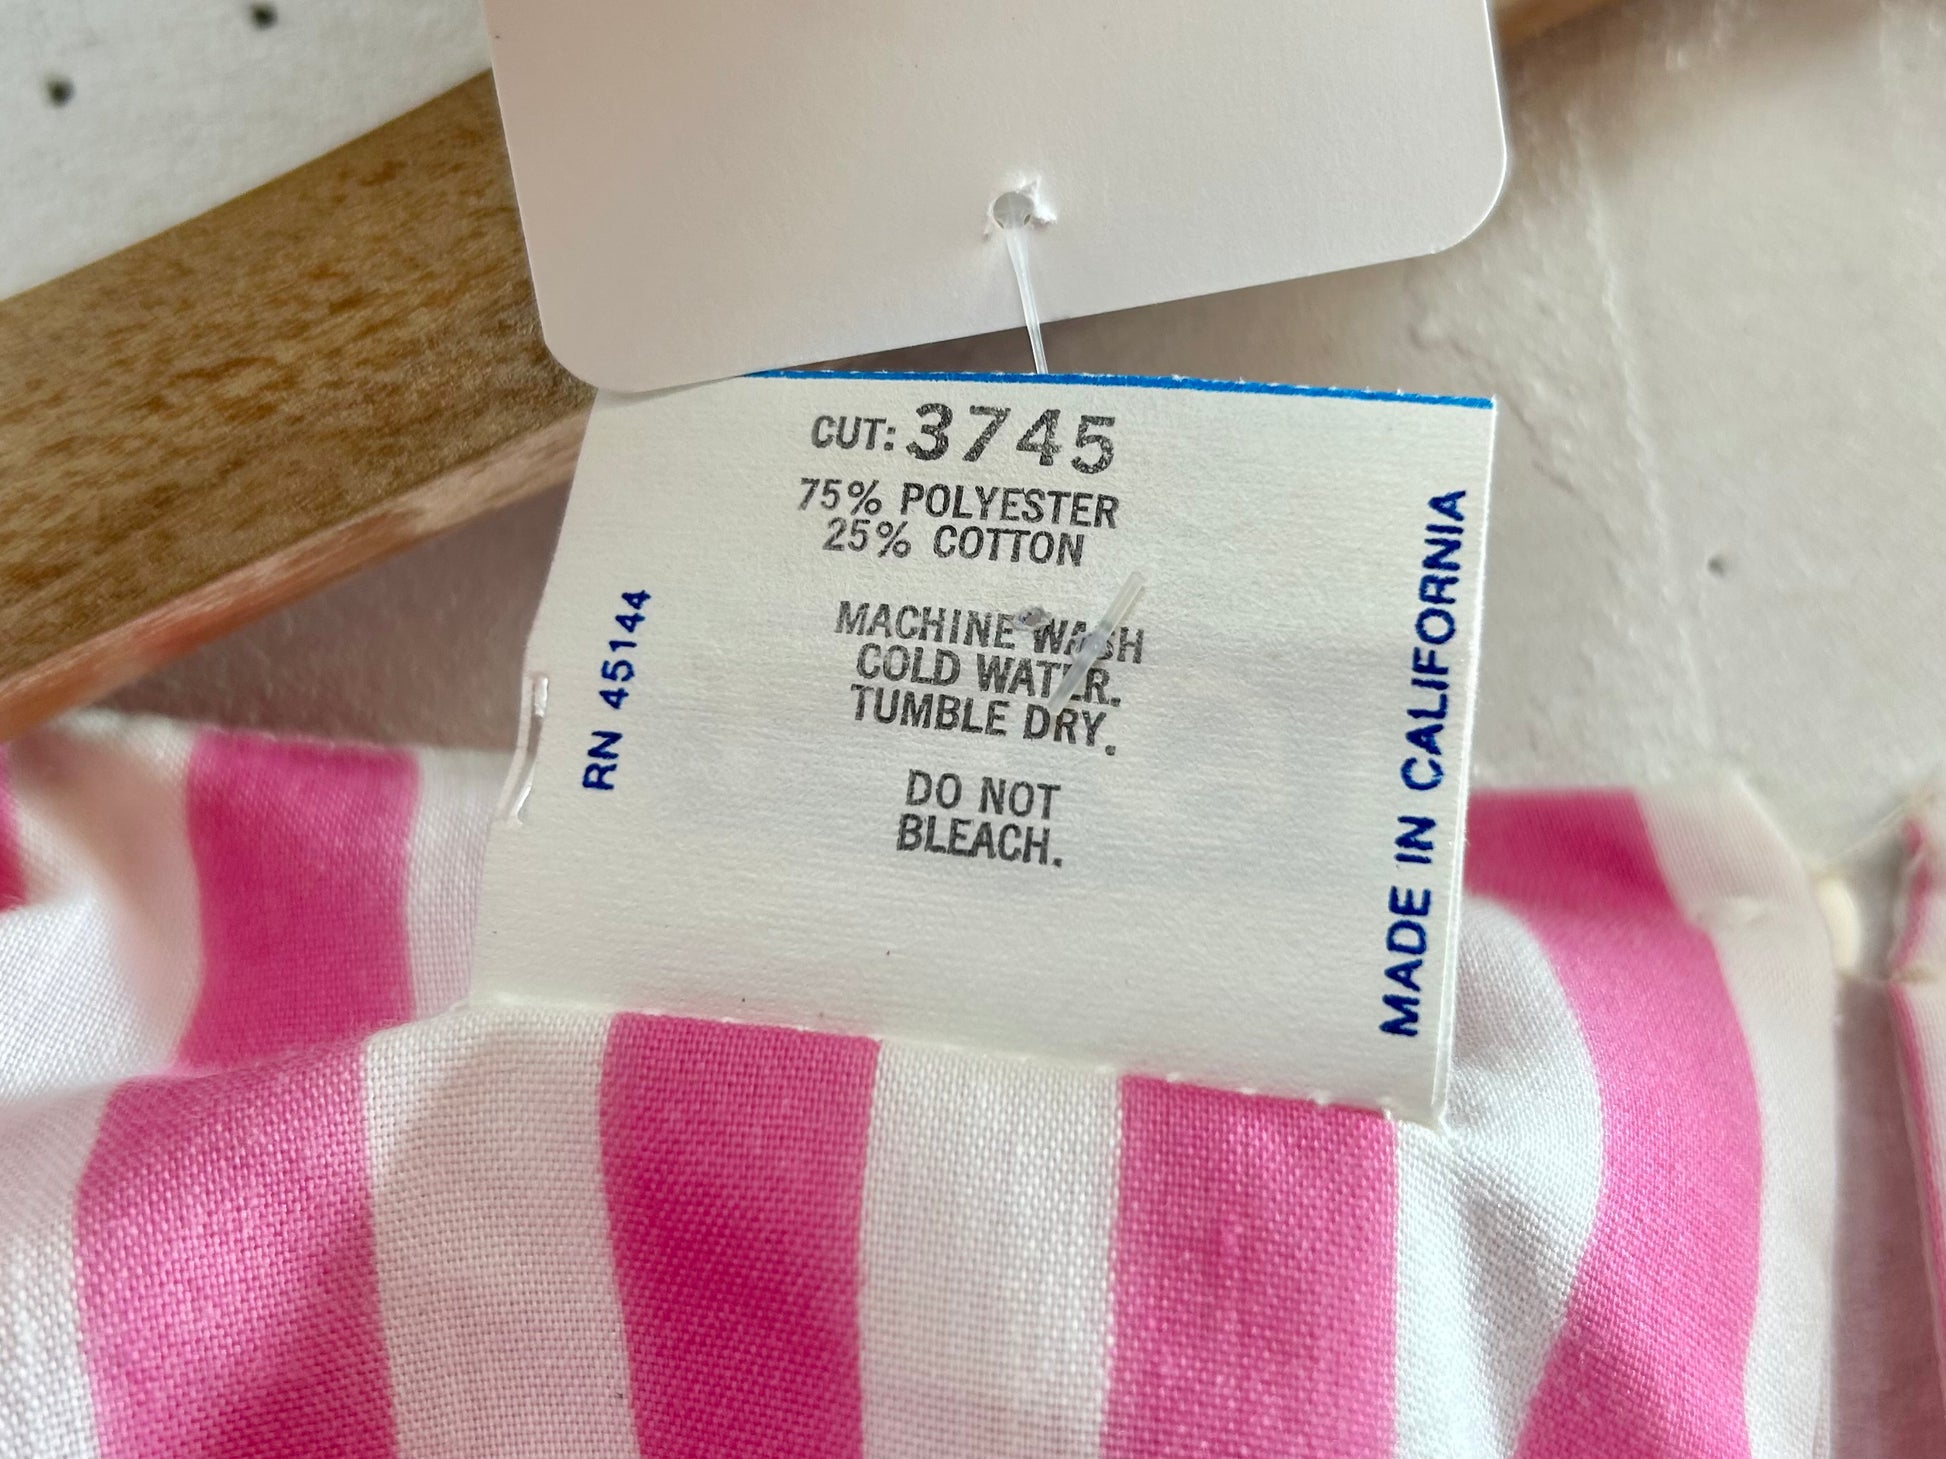 CUT: 3745
75% POLYESTER
25% COTTON
MACHINE WASH
COLD WATER.
TUMBLE DRY.
DO NOT
BLEACH.
RN 45144
MADE IN CALIFORNIA